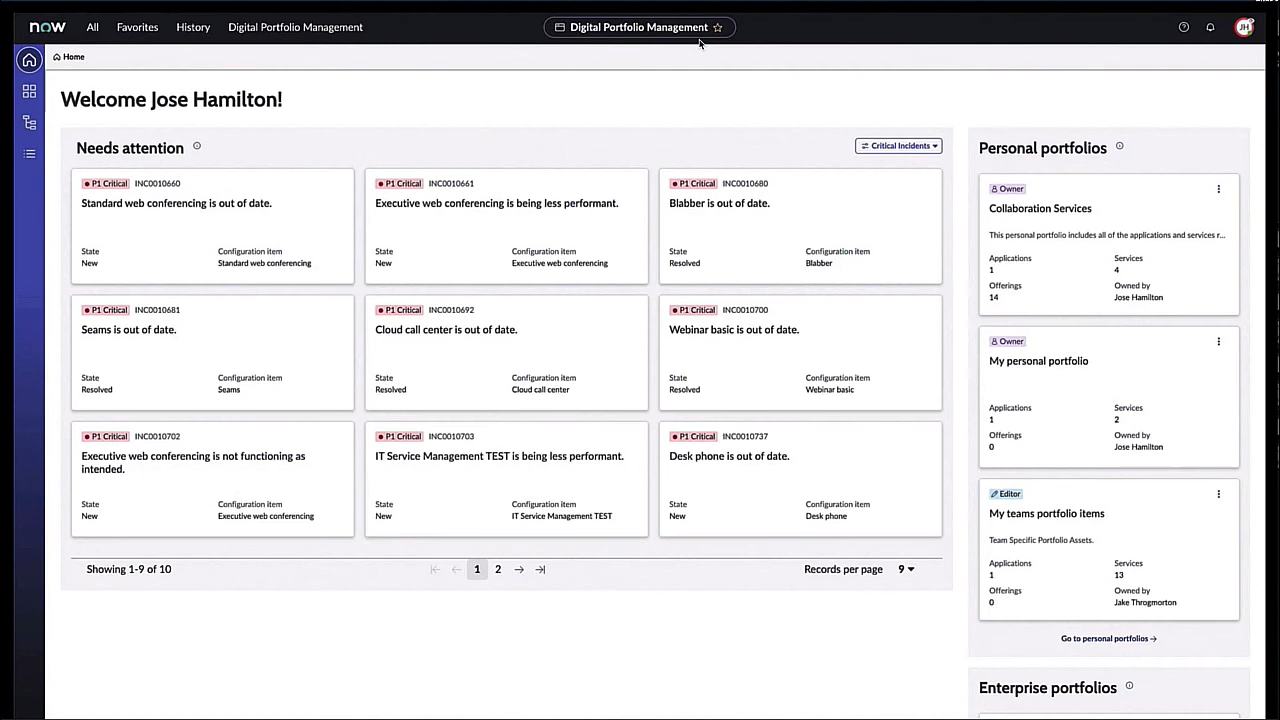 now All Favorites History Digital Portfolio Management Digital Portfolio Management JH
Home
Welcome Jose Hamilton!
Needs attention
Critical Incidents
P1 Critical INC0010660
Standard web conferencing is out of date.
State Configuration item
New Standard web conferencing
P1 Critical INC0010661
Executive web conferencing is being less performant.
State Configuration item
New Executive web conferencing
P1 Critical INC0010680
Blabber is out of date.
State Configuration item
Resolved Blabber
P1 Critical INC0010681
Seams is out of date.
State Configuration item
Resolved Seams
P1 Critical INC0010692
Cloud call center is out of date.
State Configuration item
Resolved Cloud call center
P1 Critical INC0010700
Webinar basic is out of date.
State Configuration item
Resolved Webinar basic
P1 Critical INC0010702
Executive web conferencing is not functioning as
intended.
State Configuration item
New Executive web conferencing
P1 Critical INC0010703
IT Service Management TEST is being less performant.
State Configuration item
New IT Service Management TEST
P1 Critical INC0010737
Desk phone is out of date.
State Configuration item
New Desk phone
Showing 1-9 of 10 1 2 Records per page 9
Personal portfolios
Owner
Collaboration Services
This personal portfolio includes all of the applications and services r...
Applications Services
1 4
Offerings Owned by
14 Jose Hamilton
Owner
My personal portfolio
Applications Services
1 2
Offerings Owned by
0 Jose Hamilton
Editor
My teams portfolio items
Team Specific Portfolio Assets.
Applications Services
1 13
Offerings Owned by
0 Jake Throgmorton
Go to personal portfolios
Enterprise portfolios